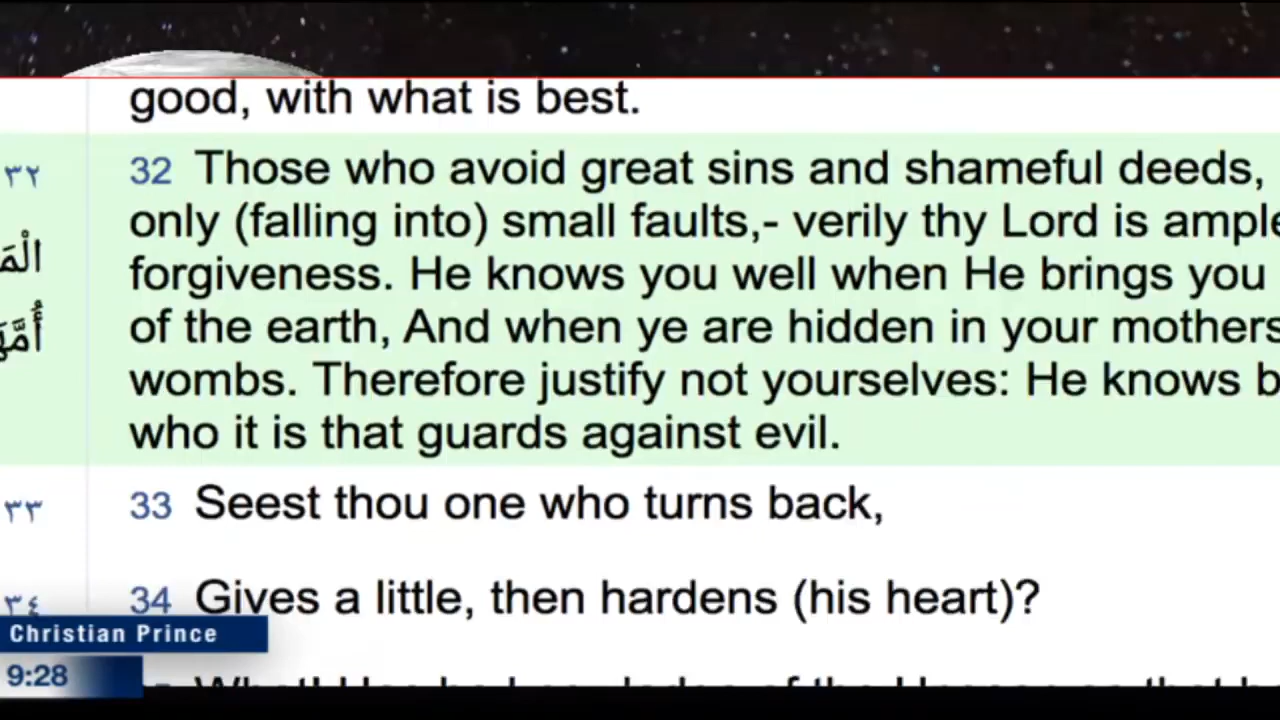 good, with what is best.
٣٢
32 Those who avoid great sins and shameful deeds,
only (falling into) small faults,- verily thy Lord is ample
forgiveness. He knows you well when He brings you
of the earth, And when ye are hidden in your mothers
wombs. Therefore justify not yourselves: He knows
who it is that guards against evil.
٣٣
33 Seest thou one who turns back,
٣٤
34 Gives a little, then hardens (his heart)?
Christian Prince
9:28